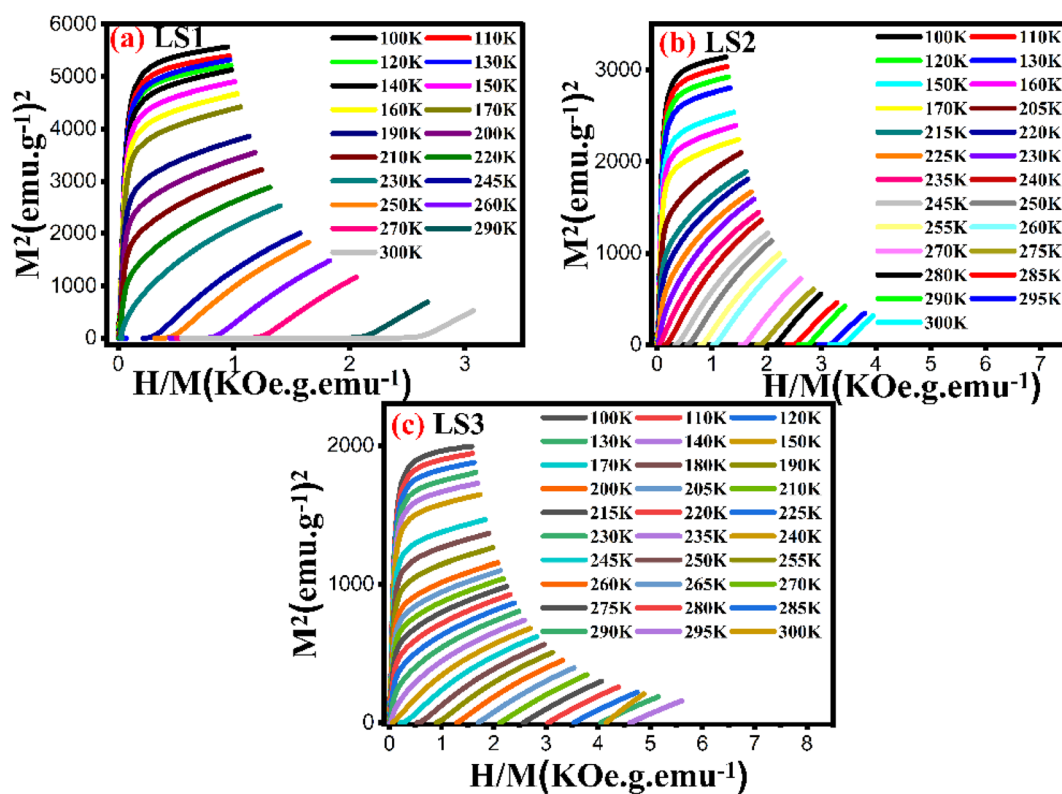 (a) LS1
6000
5000
4000
3000
2000
1000
0
M²(emu.g⁻¹)²
100K 110K
120K 130K
140K 150K
160K 170K
190K 200K
210K 220K
230K 245K
250K 260K
270K 290K
300K
0 1 2 3
H/M(KOe.g.emu⁻¹)
(b) LS2
3000
2000
1000
0
M²(emu.g⁻¹)²
100K 110K
120K 130K
150K 160K
170K 205K
215K 220K
225K 230K
235K 240K
245K 250K
255K 260K
270K 275K
280K 285K
290K 295K
300K
0 1 2 3 4 5 6 7
H/M(KOe.g.emu⁻¹)
(c) LS3
2000
1000
0
M²(emu.g⁻¹)²
100K 110K 120K
130K 140K 150K
170K 180K 190K
200K 205K 210K
215K 220K 225K
230K 235K 240K
245K 250K 255K
260K 265K 270K
275K 280K 285K
290K 295K 300K
0 1 2 3 4 5 6 7 8
H/M(KOe.g.emu⁻¹)